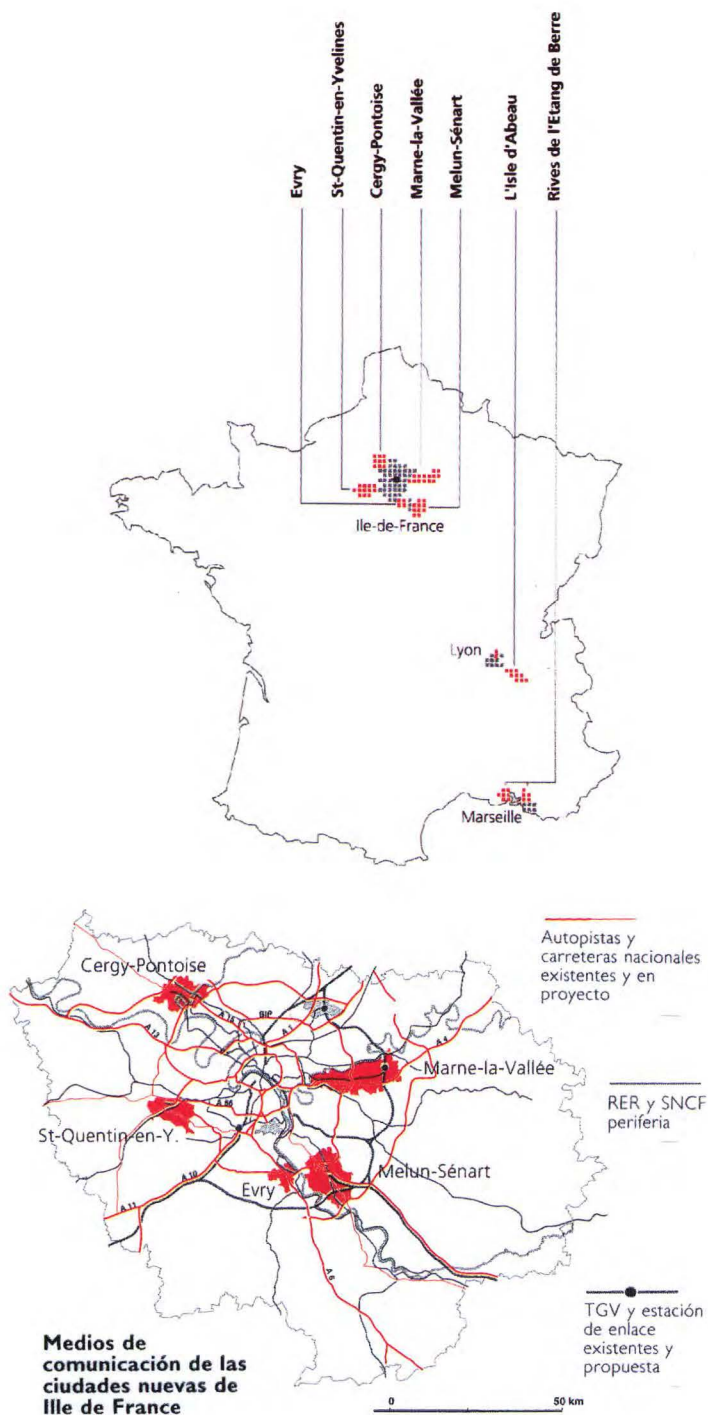 Evry
St-Quentin-en-Yvelines
Cergy-Pontoise
Marne-la-Vallée
Melun-Sénart
L'Isle d'Abeau
Rives de l'Etang de Berre
Ile-de-France
Lyon
Marseille
Autopistas y
carreteras nacionales
existentes y en
proyecto
Cergy-Pontoise
A 15
BIP
A 1
A 13
A 4
Marne-la-Vallée
RER y SNCF
periferia
A 86
St-Quentin-en-Y.
Melun-Sénart
Evry
A 10
A 11
A 6
TGV y estación
de enlace
existentes y
propuesta
Medios de
comunicación de las
ciudades nuevas de
Ille de France
0 50 km